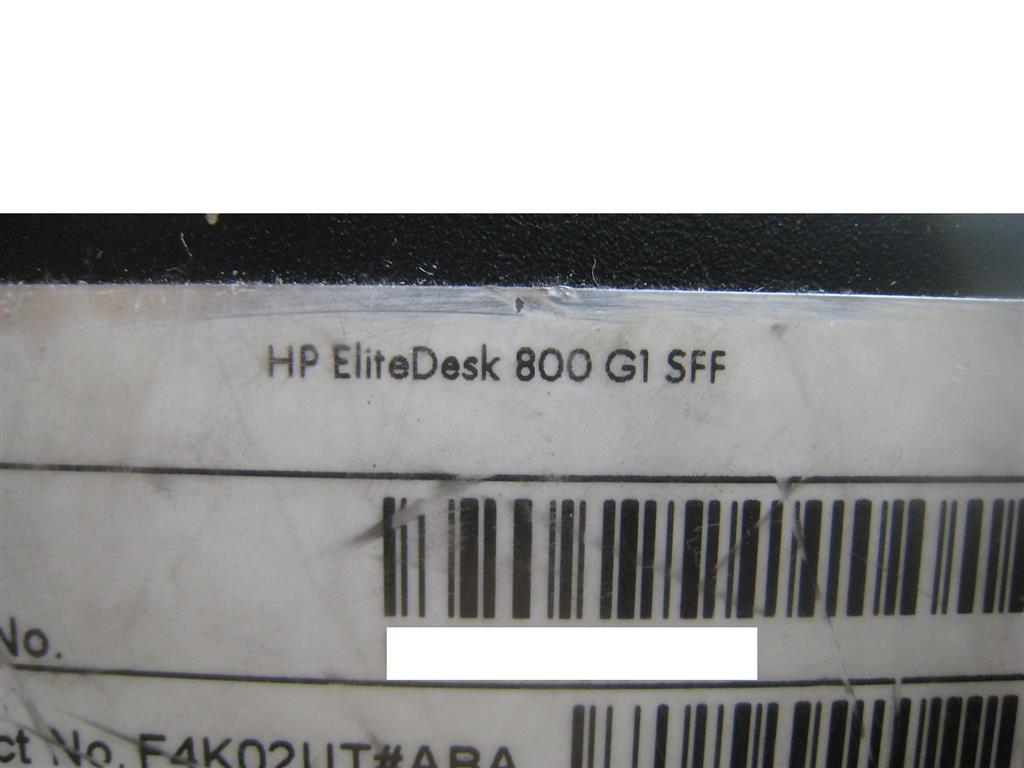 HP EliteDesk 800 G1 SFF
No.
ct No. F4K02UT#ABA